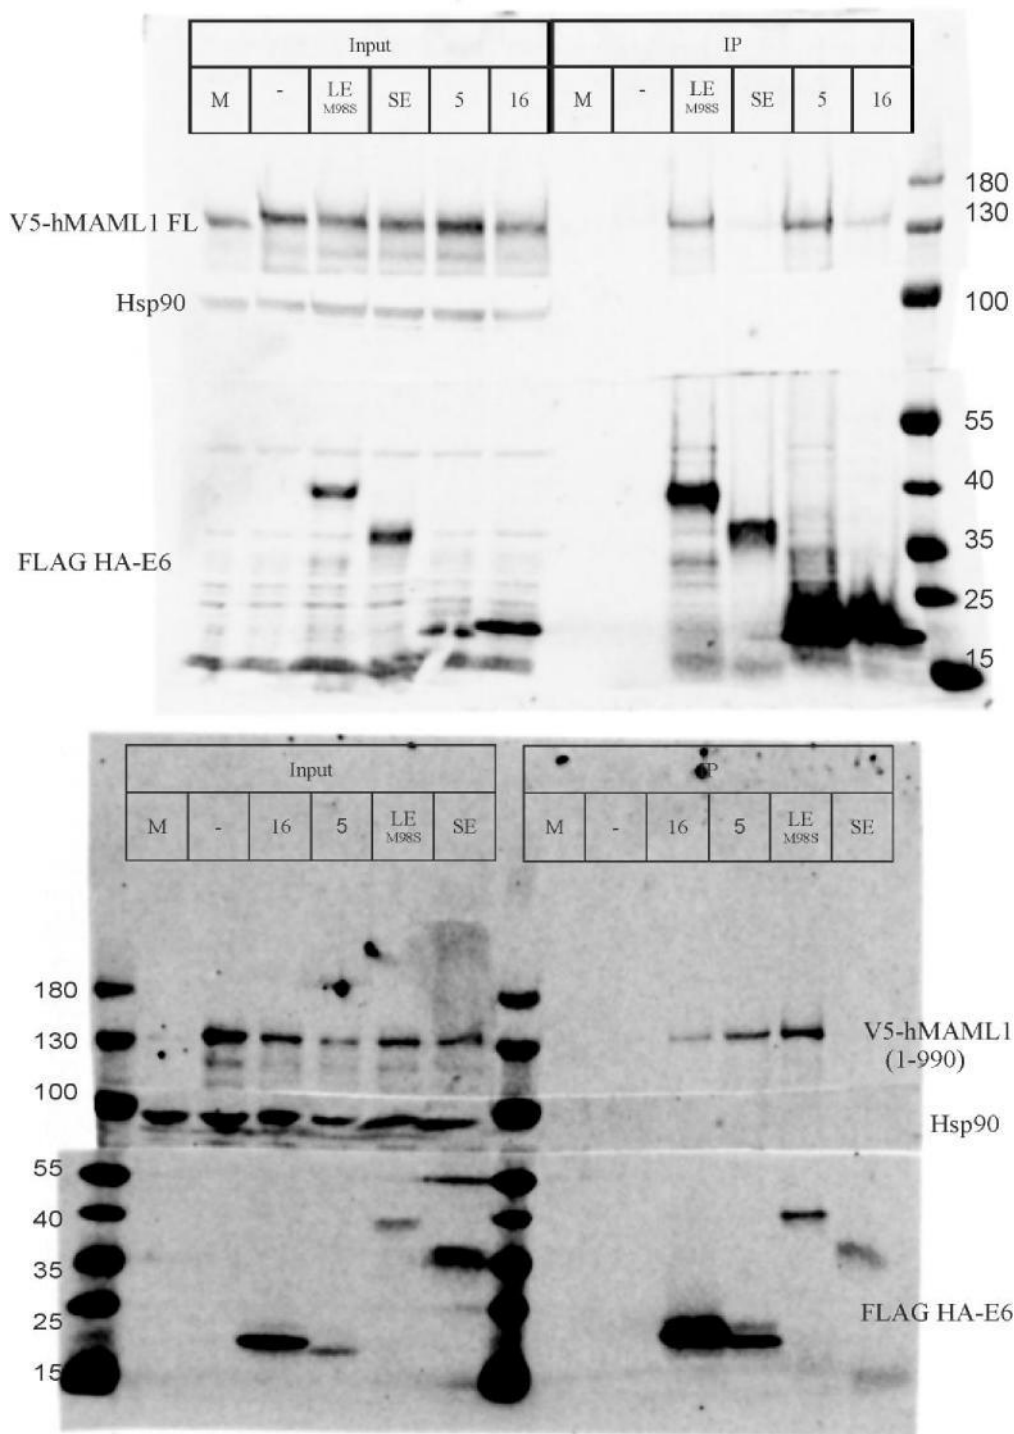 Input IP
M - LE M98S SE 5 16 M - LE M98S SE 5 16
180
V5-hMAML1 FL 130
Hsp90 100
55
40
35
FLAG HA-E6
25
15
Input
M - 16 5 LE M98S SE M - 16 5 LE M98S SE
180
130 V5-hMAML1
(1-990)
100
Hsp90
55
40
35
25 FLAG HA-E6
15